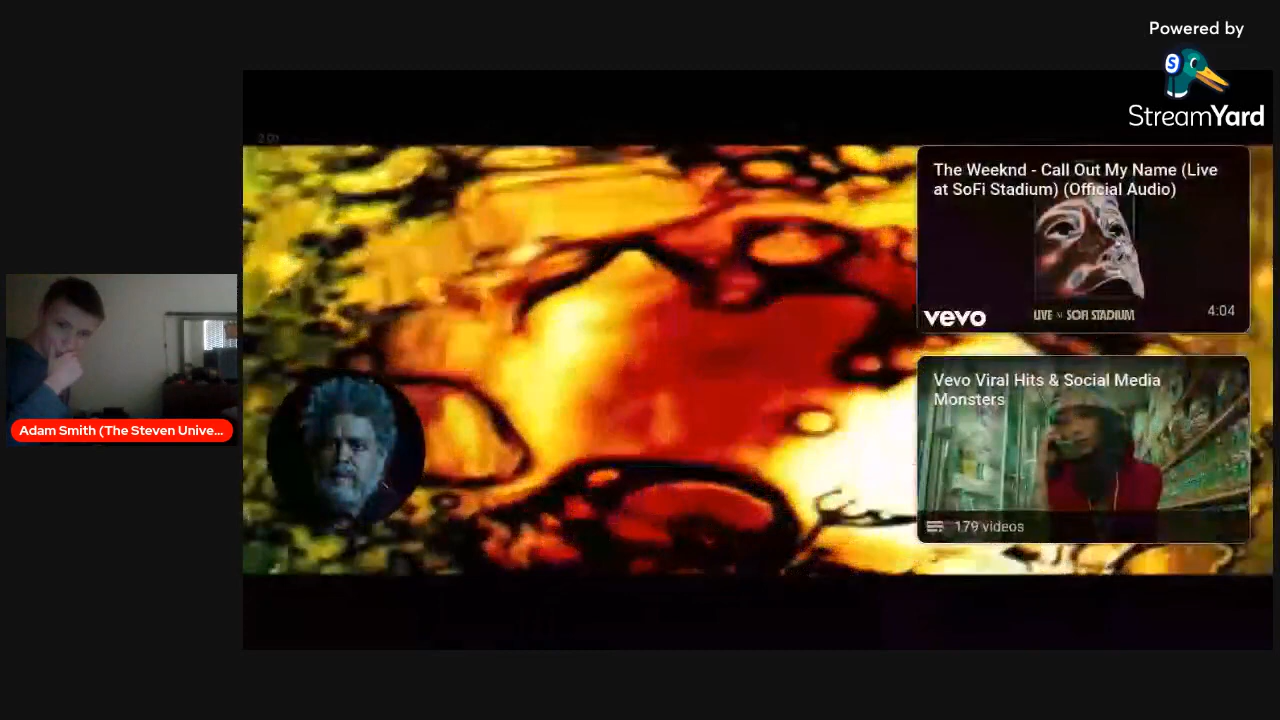 Powered by
StreamYard
The Weeknd - Call Out My Name (Live
at SoFi Stadium) (Official Audio)
LIVE AT SOFI STADIUM
vevo
4:04
Vevo Viral Hits & Social Media
Monsters
179 videos
Adam Smith (The Steven Unive...